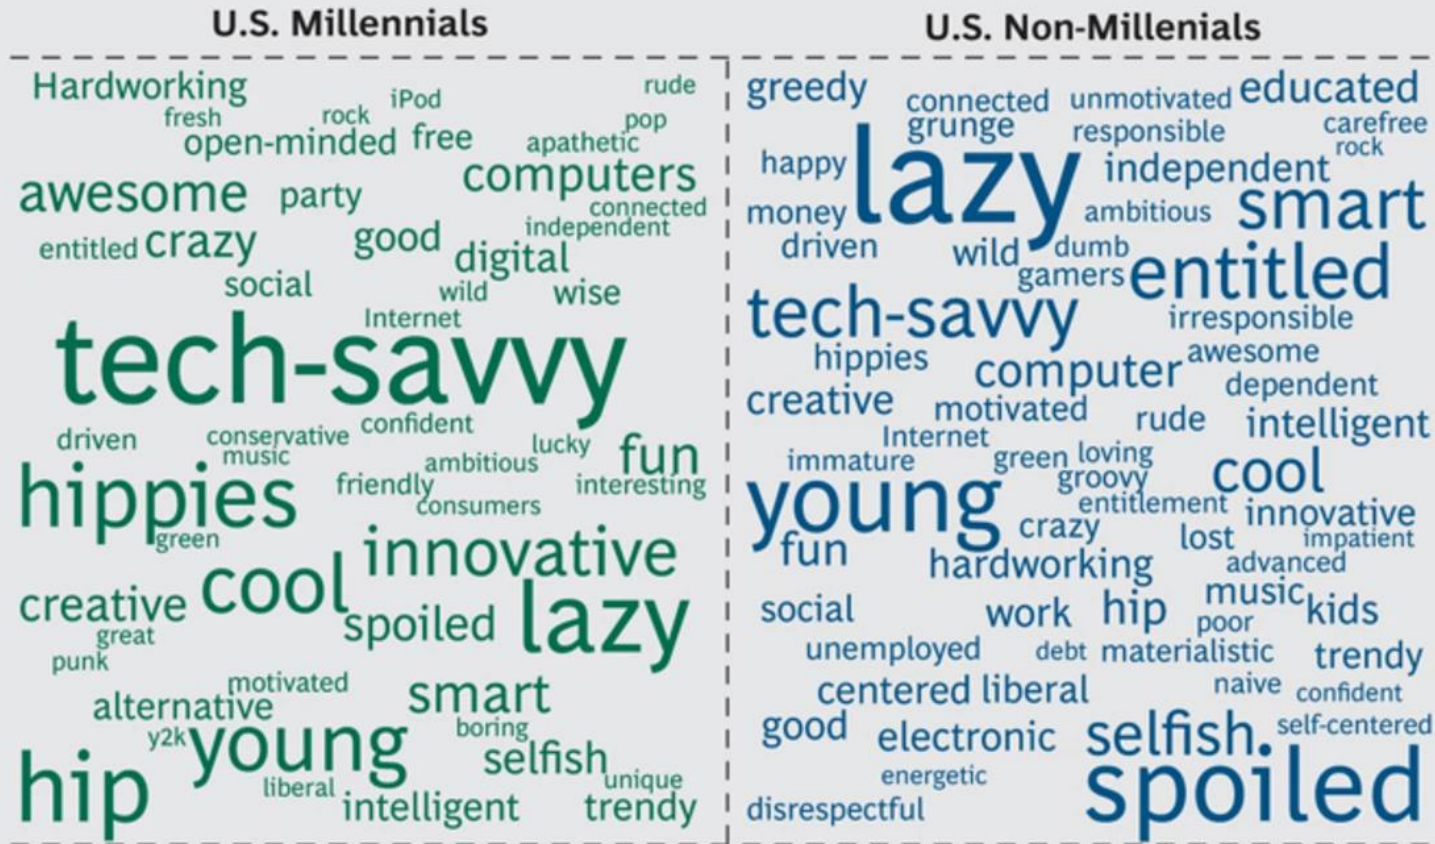 U.S. Millennials
Hardworking
iPod
rude
fresh
rock
pop
open-minded
free
apathetic
computers
awesome
party
connected
independent
entitled
crazy
good
digital
social
wild
wise
Internet
tech-savvy
confident
driven
conservative
music
lucky
fun
ambitious
hippies
friendly
interesting
consumers
green
innovative
cool
creative
spoiled
lazy
great
punk
motivated
smart
alternative
boring
y2k
young
selfish
hip
unique
liberal
intelligent
trendy
U.S. Non-Millenials
greedy
connected
unmotivated
educated
grunge
responsible
carefree
rock
happy
lazy
independent
money
ambitious
smart
driven
wild
dumb
gamers
entitled
tech-savvy
irresponsible
hippies
computer
awesome
dependent
creative
motivated
rude
intelligent
Internet
immature
green
loving
groovy
cool
young
entitlement
innovative
crazy
lost
impatient
fun
hardworking
advanced
music
social
work
hip
poor
kids
unemployed
debt
materialistic
trendy
centered
liberal
naive
confident
good
electronic
selfish.
self-centered
energetic
spoiled
disrespectful